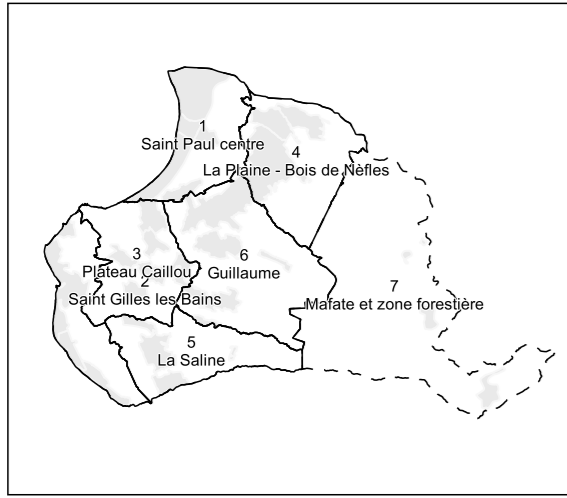 1
Saint Paul centre
4
La Plaine - Bois de Nèfles
3
Plateau Caillou
2
Saint Gilles les Bains
6
Guillaume
7
Mafate et zone forestière
5
La Saline